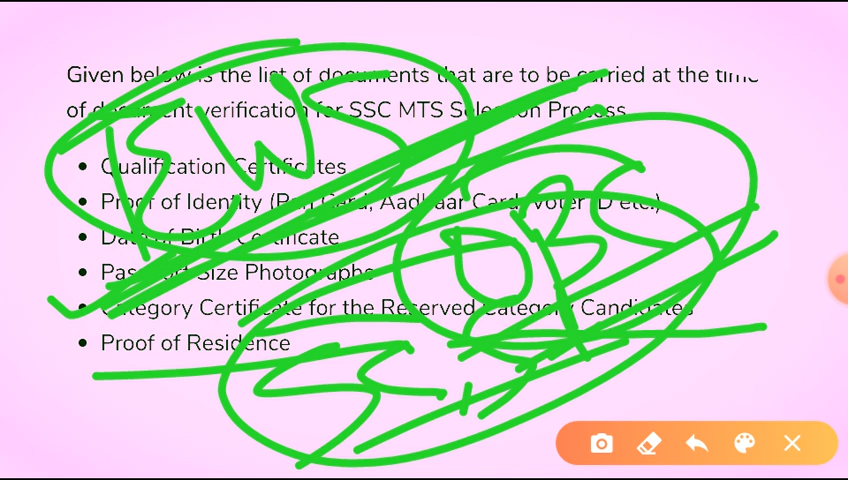 Given below is the list of documents that are to be carried at the time
of document verification for SSC MTS Selection Process
Qualification Certificates
Proof of Identity (Pan Card, Aadhaar Card, Voter ID etc.)
Date of Birth Certificate
Passport Size Photographs
Category Certificate for the Reserved Category Candidates
Proof of Residence
EWS
OBC
SC